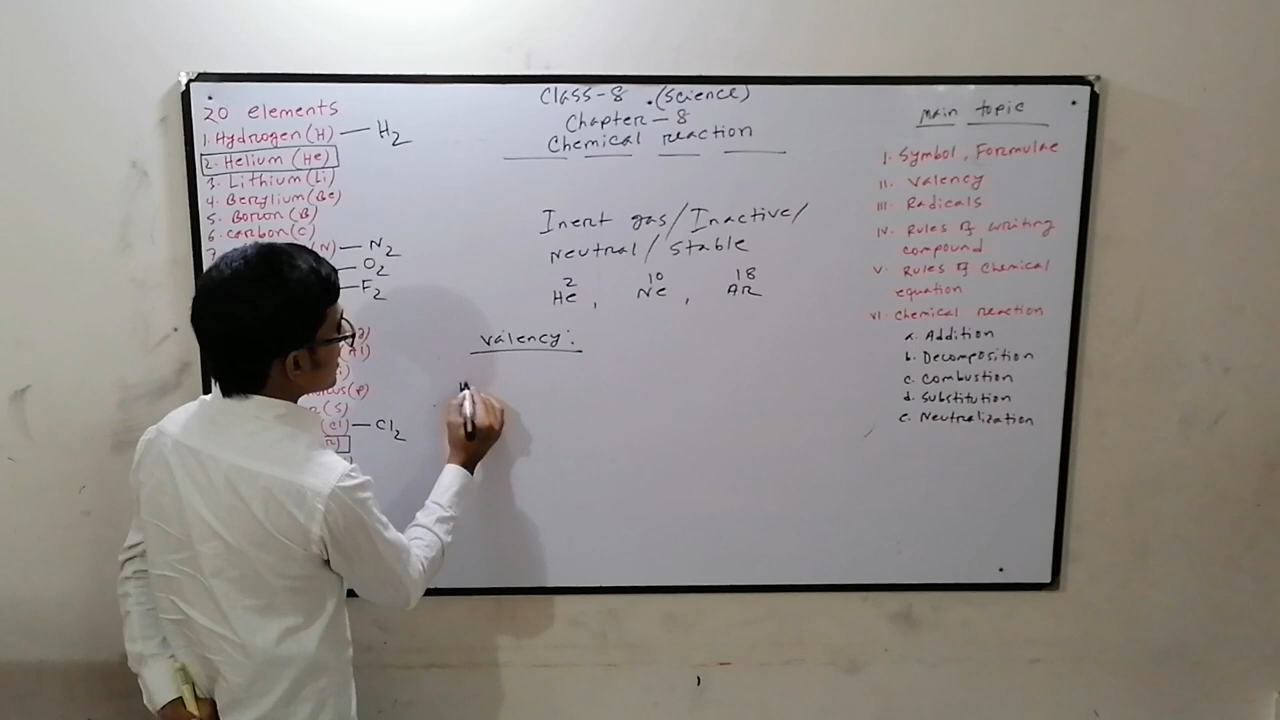 Class-8 (Science)
Chapter-8
Chemical reaction
20 elements
1. Hydrogen (H) — H2
2. Helium (He)
3. Lithium (Li)
4. Berylium (Be)
5. Boron (B)
6. Carbon (C)
7. (N) — N2
O2
F2
(P)
(S)
(Cl) — Cl2
Inert gas/Inactive/
neutral/stable
2 10 18
He, Ne, AR
valency:
main topic
I. Symbol, Formulae
II. Valency
III. Radicals
IV. Rules of writing
compound
V. Rules of Chemical
equation
VI. Chemical reaction
a. Addition
b. Decomposition
c. Combustion
d. Substitution
e. Neutralization